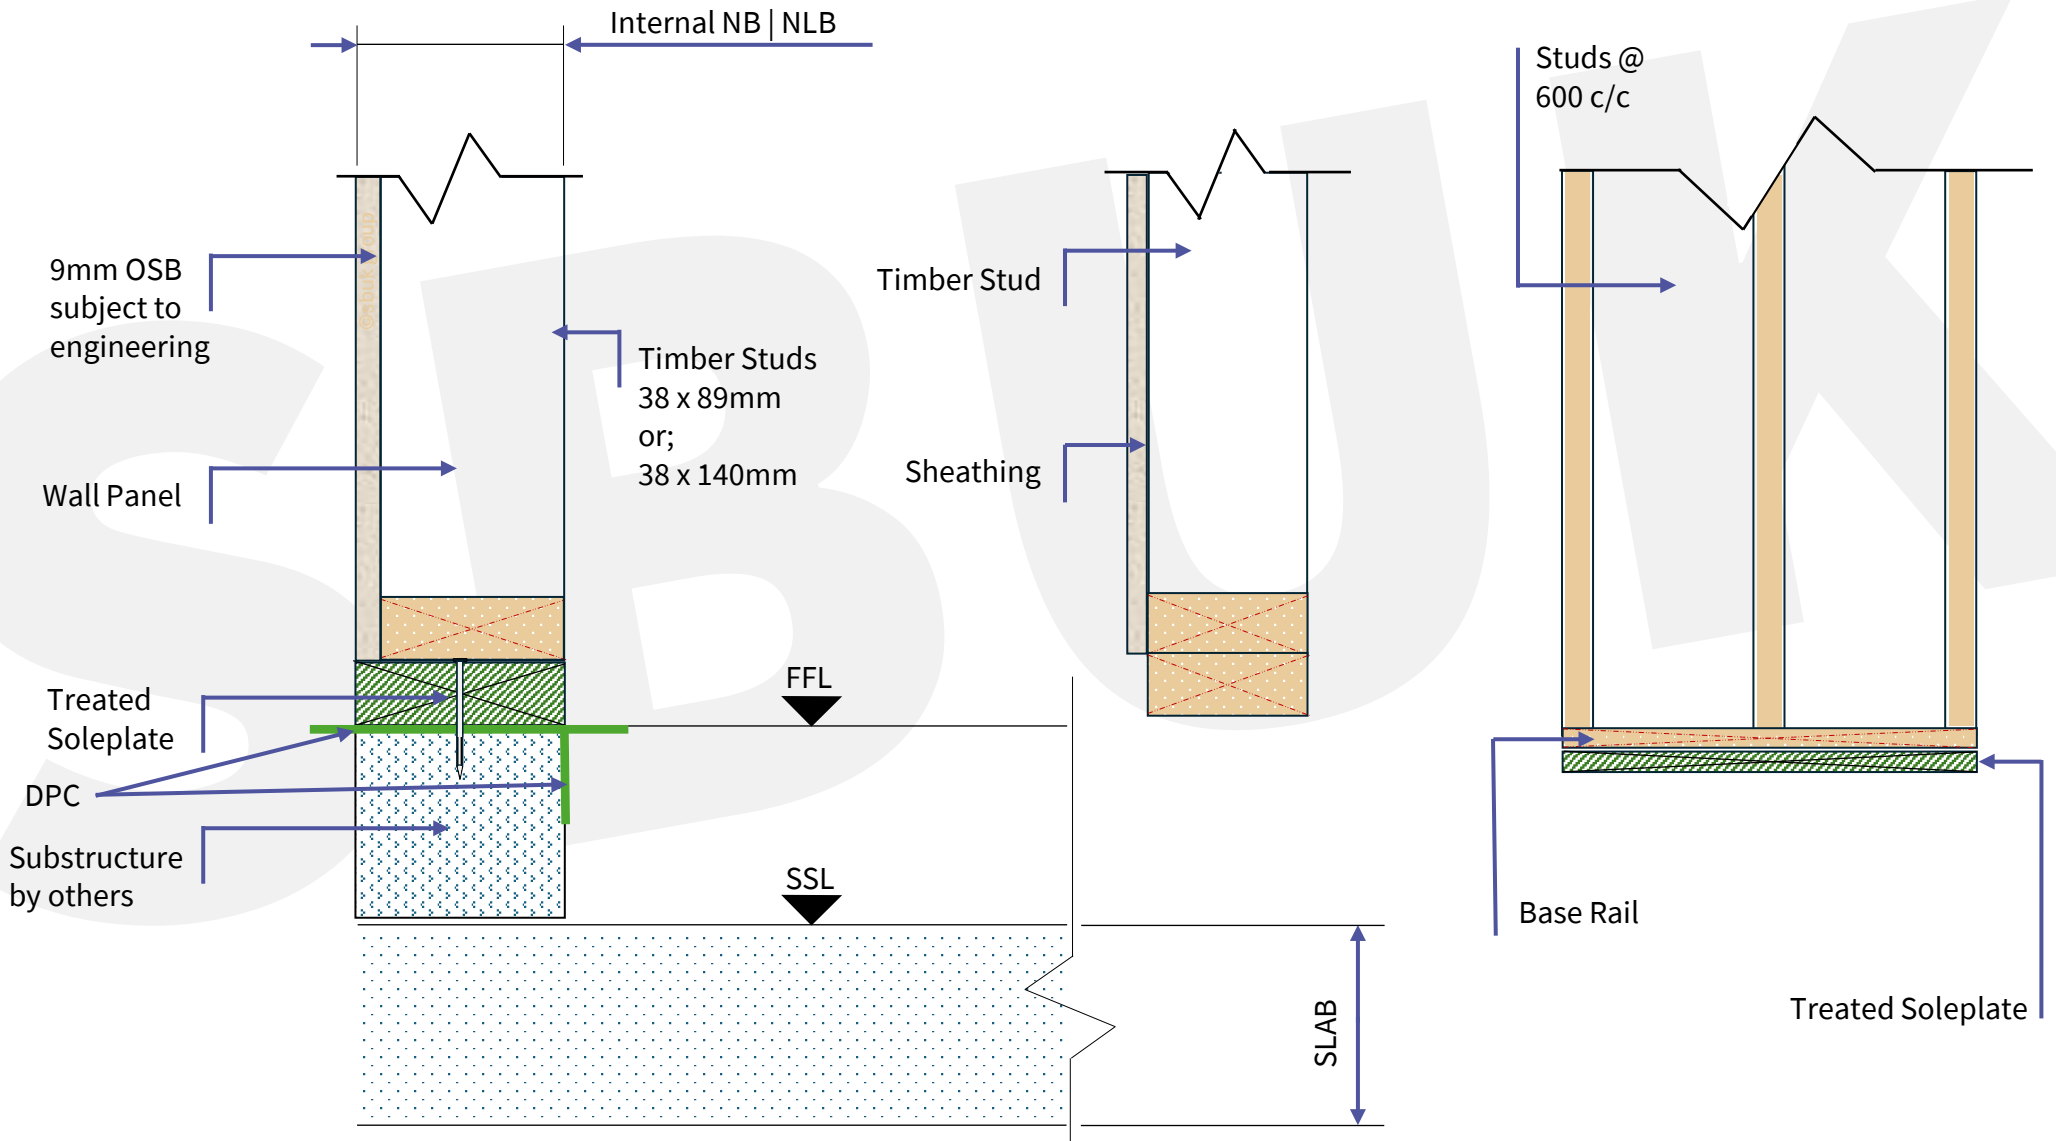 Internal NB | NLB
Studs @
600 c/c
9mm OSB
subject to
engineering
Timber Studs
38 x 89mm
or;
38 x 140mm
Wall Panel
Timber Stud
Sheathing
Treated
Soleplate
DPC
Substructure
by others
FFL
SSL
SLAB
Base Rail
Treated Soleplate
SBUK